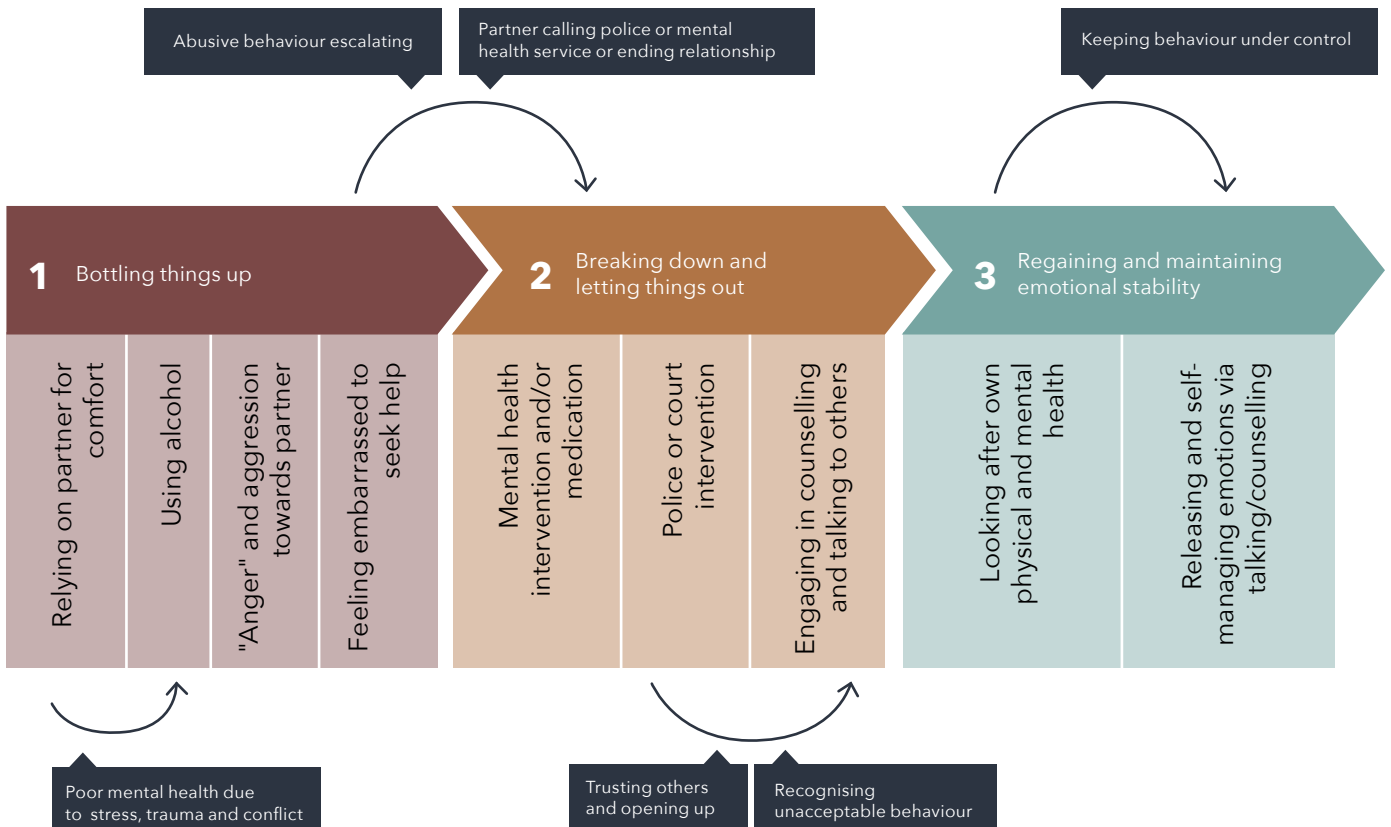 Abusive behaviour escalating
Partner calling police or mental
health service or ending relationship
Keeping behaviour under control
1 Bottling things up
2 Breaking down and
letting things out
3 Regaining and maintaining
emotional stability
Relying on partner for
comfort
Using alcohol
"Anger" and aggression
towards partner
Feeling embarrassed to
seek help
Mental health
intervention and/or
medication
Police or court
intervention
Engaging in counselling
and talking to others
Looking after own
physical and mental
health
Releasing and self-
managing emotions via
talking/counselling
Poor mental health due
to stress, trauma and conflict
Trusting others
and opening up
Recognising
unacceptable behaviour